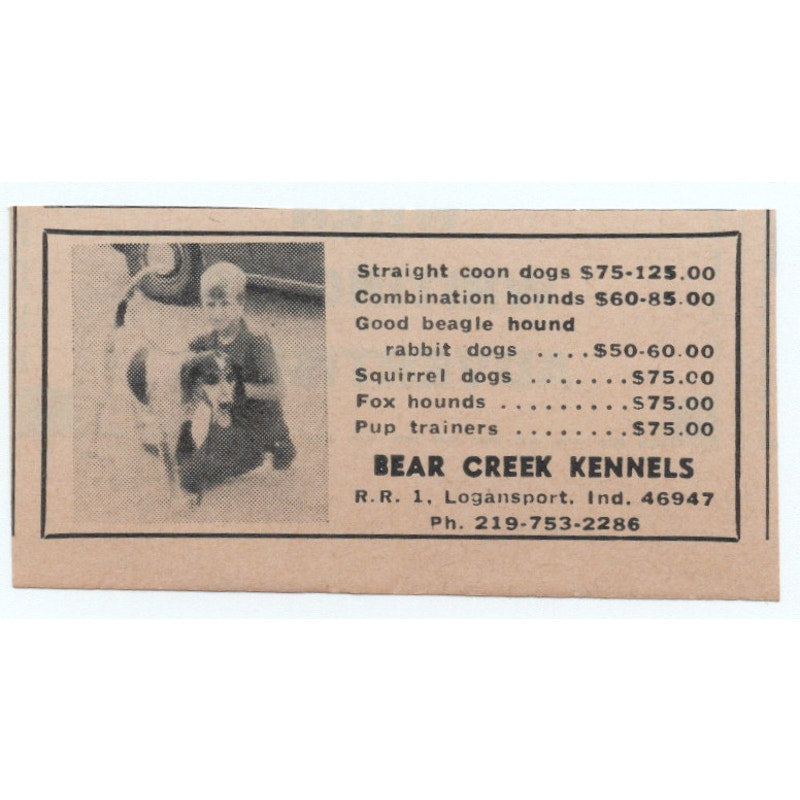 Straight coon dogs $75-125.00
Combination hounds $60-85.00
Good beagle hound
rabbit dogs ....$50-60.00
Squirrel dogs .......$75.00
Fox hounds .........$75.00
Pup trainers ........$75.00
BEAR CREEK KENNELS
R.R. 1, Logansport, Ind. 46947
Ph. 219-753-2286